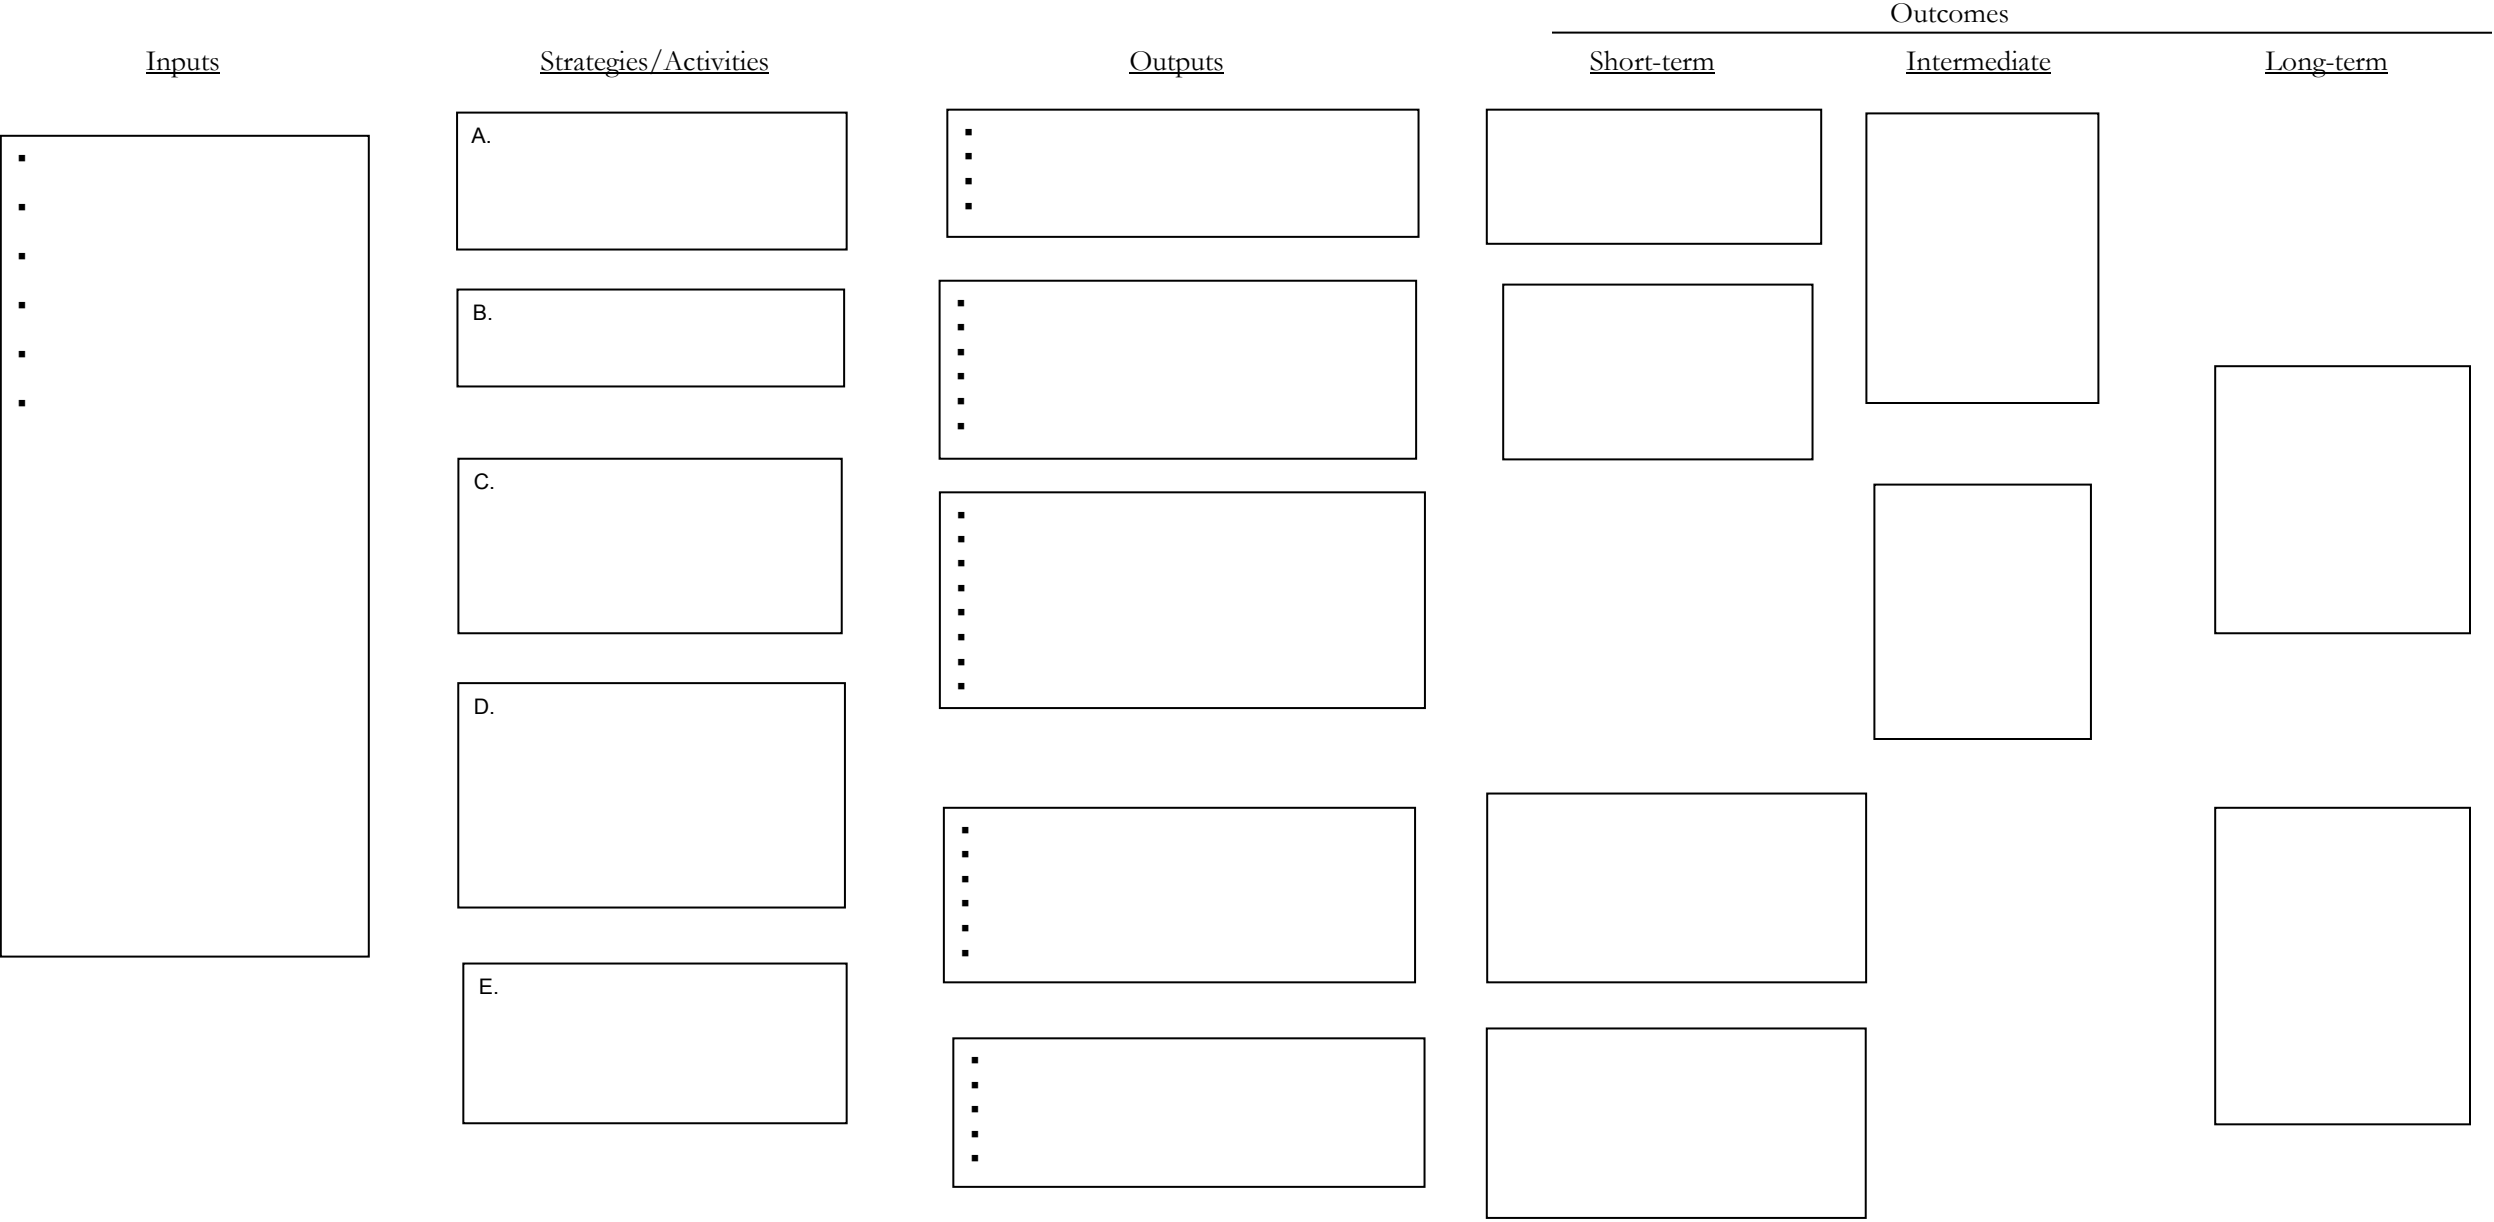 Outcomes
Inputs
Strategies/Activities
Outputs
Short-term
Intermediate
Long-term
A.
B.
C.
D.
E.